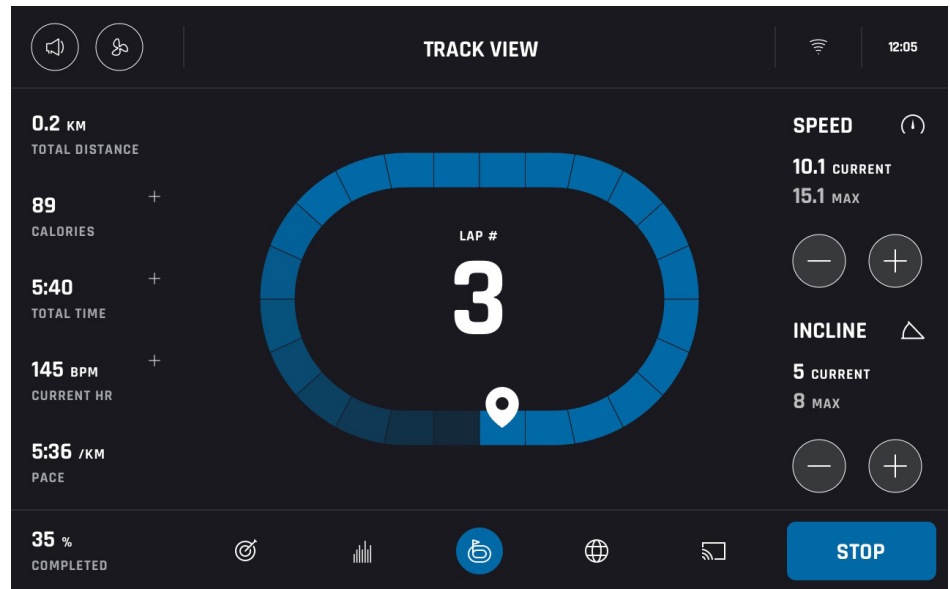 TRACK VIEW
12:05
0.2 KM
TOTAL DISTANCE
89
CALORIES
5:40
TOTAL TIME
145 BPM
CURRENT HR
5:36 /KM
PACE
35 %
COMPLETED
LAP #
3
SPEED
10.1 CURRENT
15.1 MAX
INCLINE
5 CURRENT
8 MAX
STOP